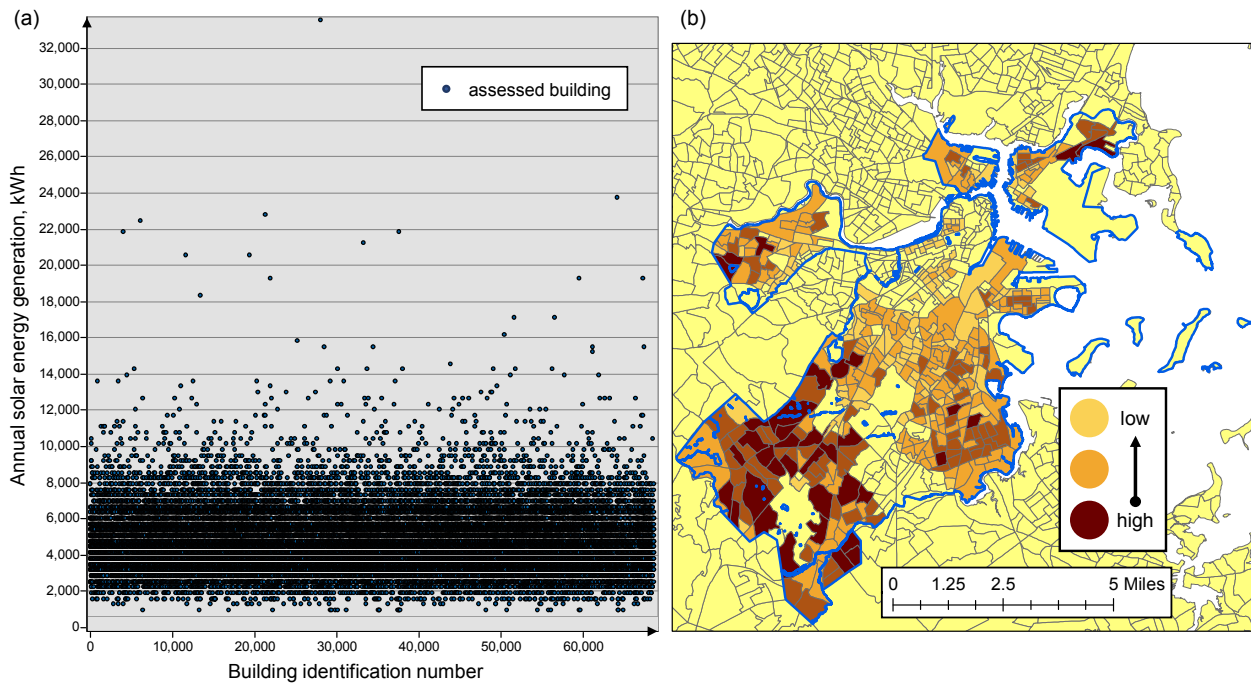 (a)
(b)
Annual solar energy generation, kWh
32,000
30,000
28,000
26,000
24,000
22,000
20,000
18,000
16,000
14,000
12,000
10,000
8,000
6,000
4,000
2,000
0
assessed building
0 10,000 20,000 30,000 40,000 50,000 60,000
Building identification number
low
high
0 1.25 2.5 5 Miles